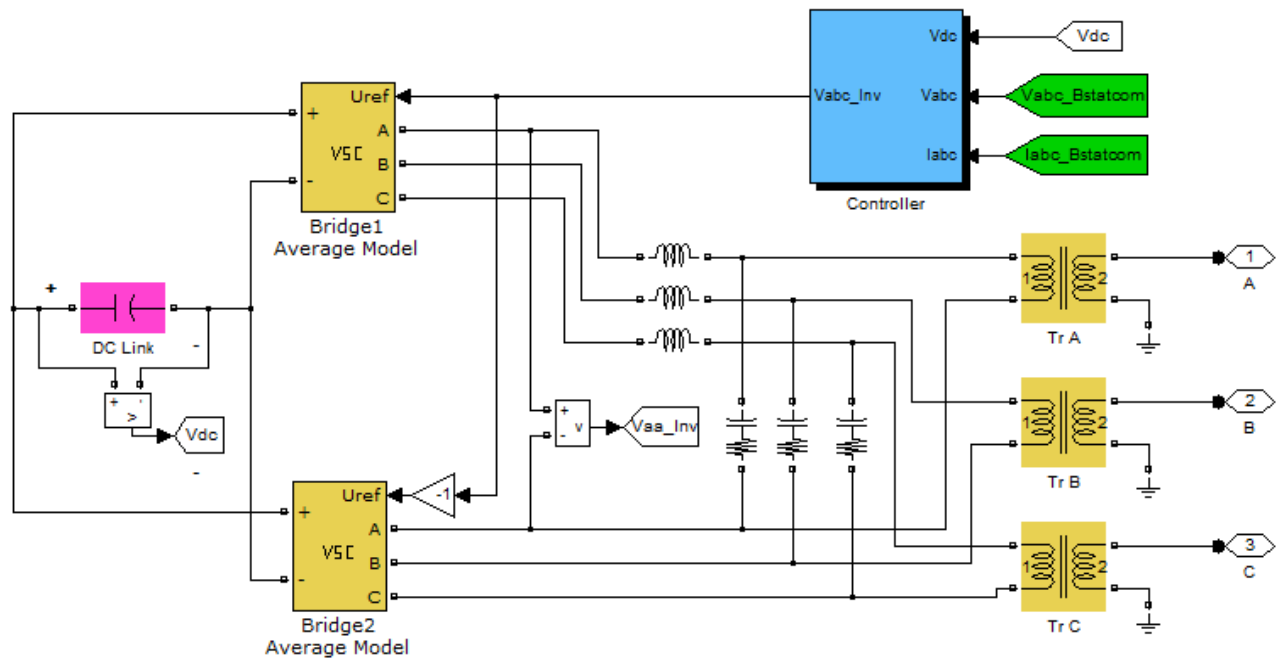 Vdc
Vdc
Uref
Vabc_Inv
Vabc
Vabc_Bstatcom
+
A
VSC
B
Iabc
Iabc_Bstatcom
-
C
Controller
Bridge1
Average Model
1
2
1
A
+
DC Link
-
Tr A
+
-
v
Vdc
-
+
-
v
Vaa_Inv
1
2
2
B
Tr B
Uref
-1
+
A
VSC
B
-
C
Bridge2
Average Model
1
2
3
C
Tr C